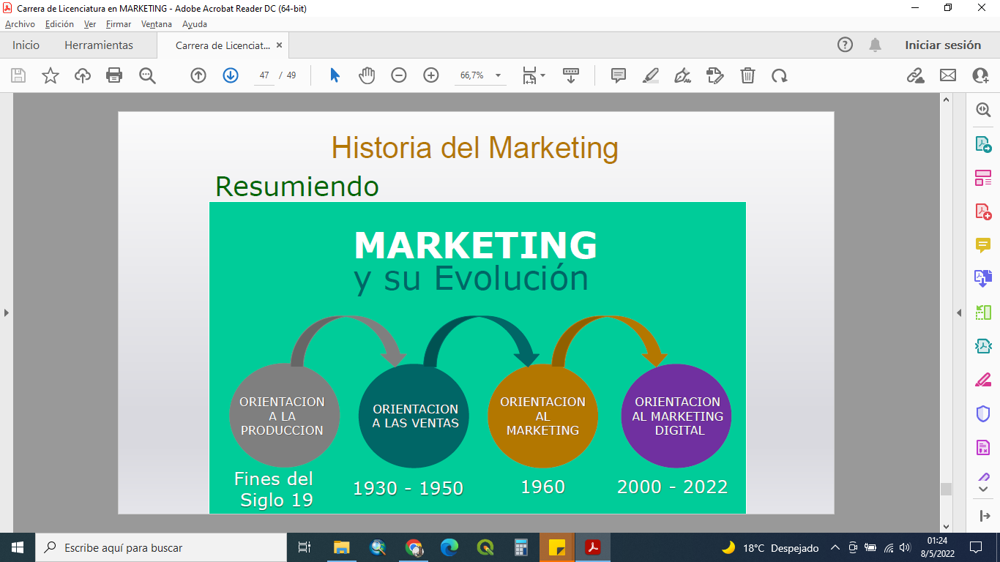 Carrera de Licenciatura en MARKETING - Adobe Acrobat Reader DC (64-bit)
Archivo Edición Ver Firmar Ventana Ayuda
Inicio Herramientas Carrera de Licenciat... Iniciar sesión
47 / 49 66,7%
Historia del Marketing
Resumiendo
MARKETING
y su Evolución
ORIENTACION
A LA
PRODUCCION
ORIENTACION
A LAS VENTAS
ORIENTACION
AL
MARKETING
ORIENTACION
AL MARKETING
DIGITAL
Fines del
Siglo 19
1930 - 1950
1960
2000 - 2022
Escribe aquí para buscar
18°C Despejado
01:24
8/5/2022